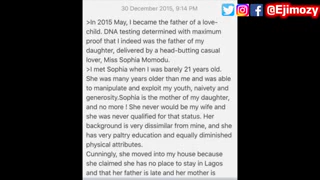 @Ejimozy
30 December 2015, 9:14 PM
>In 2015 May, I became the father of a love-
child. DNA testing determined with maximum
proof that I indeed was the father of my
daughter, delivered by a head-butting casual
lover, Miss Sophia Momodu.
>I met Sophia when I was barely 21 years old.
She was many years older than me and was able
to manipulate and exploit my youth, naivety and
generosity.Sophia is the mother of my daughter,
and no more ! She never would be my wife and
she was never qualified for that status. Her
background is very dissimilar from mine, and she
has very paltry education and equally diminished
physical attributes.
Cunningly, she moved into my house because
she claimed she has no place to stay in Lagos
and that her father is late and her mother is